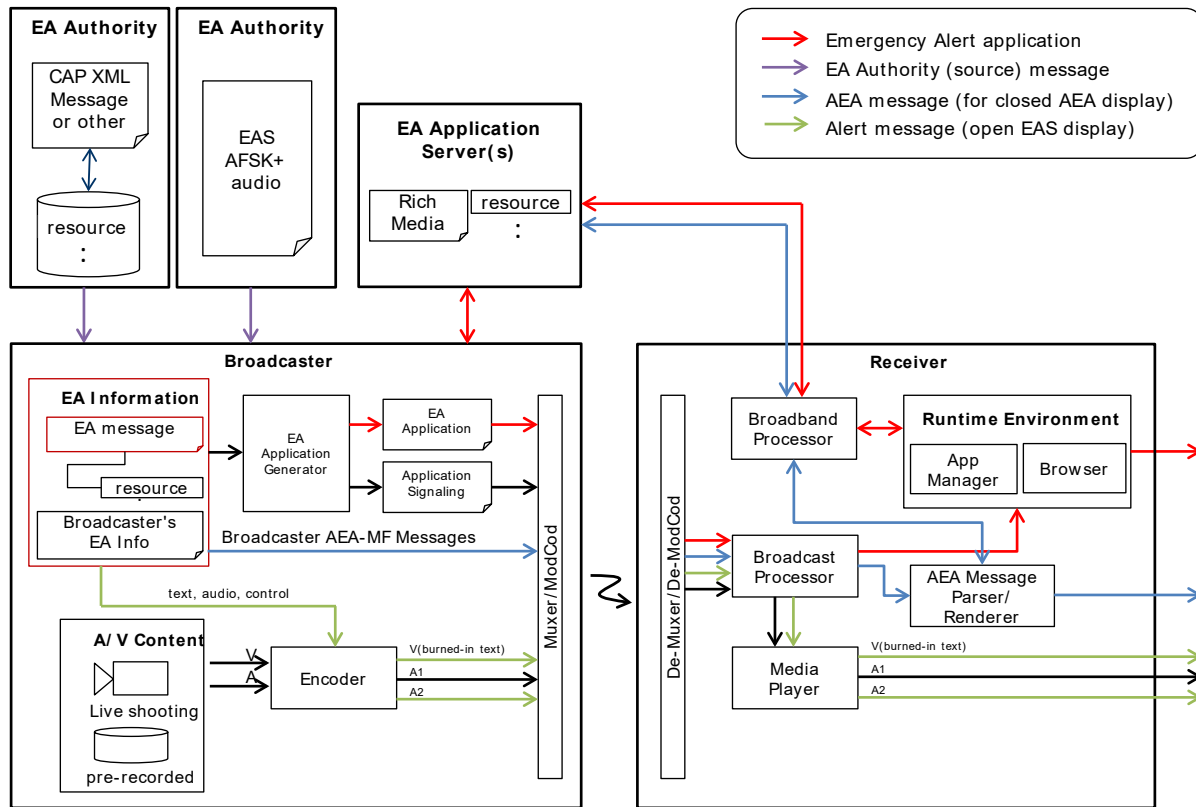 EA Authority
CAP XML
Message
or other
resource
:
EA Authority
EAS
AFSK+
audio
EA Application
Server(s)
Rich
Media
resource
:
Emergency Alert application
EA Authority (source) message
AEA message (for closed AEA display)
Alert message (open EAS display)
Broadcaster
EA Information
EA message
resource
:
Broadcaster's
EA Info
EA
Application
Generator
EA
Application
Application
Signaling
Broadcaster AEA-MF Messages
text, audio, control
A/V Content
Live shooting
pre-recorded
V
A
Encoder
V(burned-in text)
A1
A2
Muxer/ModCod
Receiver
De-Muxer/De-ModCod
Broadband
Processor
Runtime Environment
App
Manager
Browser
Broadcast
Processor
AEA Message
Parser/
Renderer
Media
Player
V(burned-in text)
A1
A2